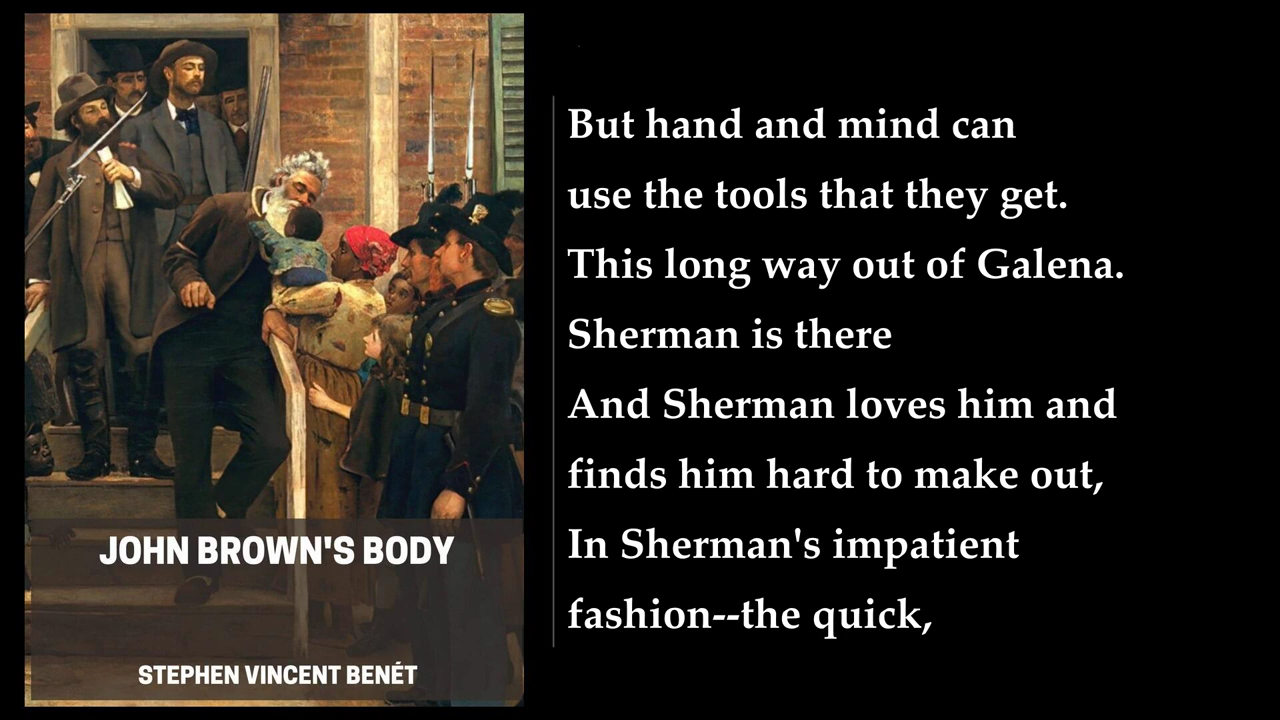 JOHN BROWN'S BODY
STEPHEN VINCENT BENÉT
But hand and mind can
use the tools that they get.
This long way out of Galena.
Sherman is there
And Sherman loves him and
finds him hard to make out,
In Sherman's impatient
fashion--the quick,